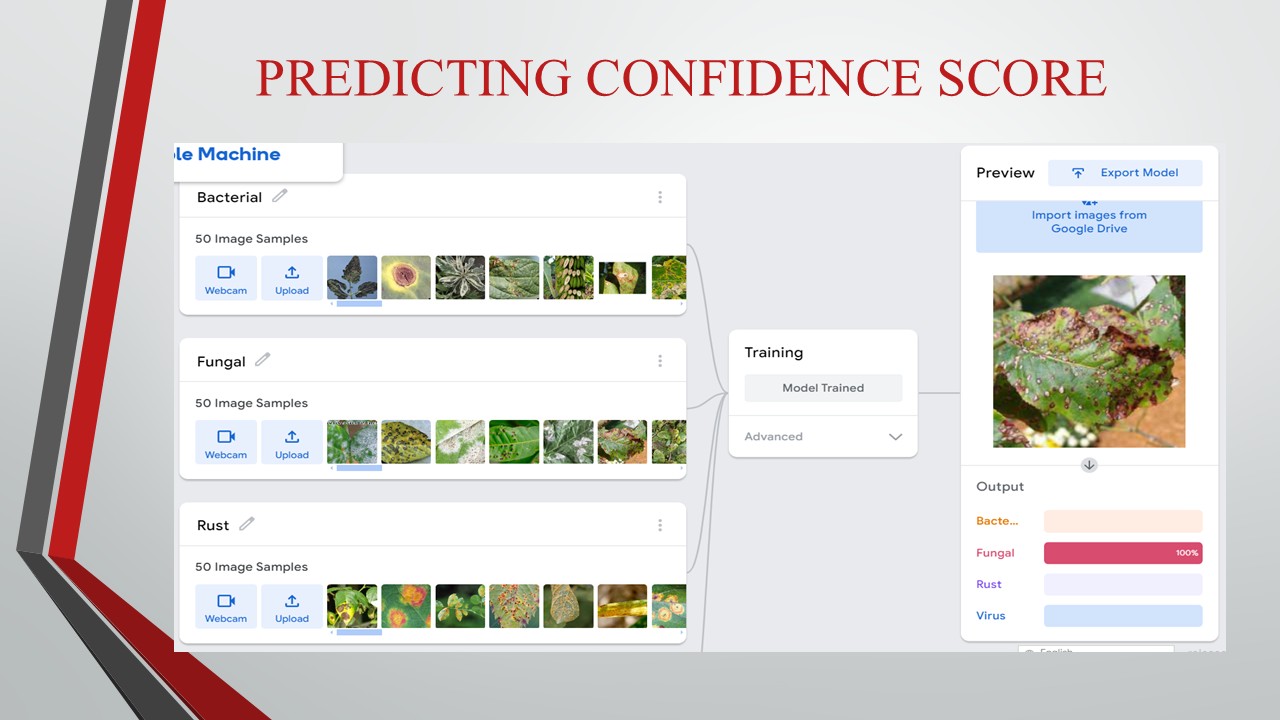 PREDICTING CONFIDENCE SCORE
le Machine
Bacterial
50 Image Samples
Webcam
Upload
Fungal
50 Image Samples
Webcam
Upload
Rust
50 Image Samples
Webcam
Upload
Training
Model Trained
Advanced
Preview
Export Model
Import images from
Google Drive
Output
Bacte...
Fungal
100%
Rust
Virus
English